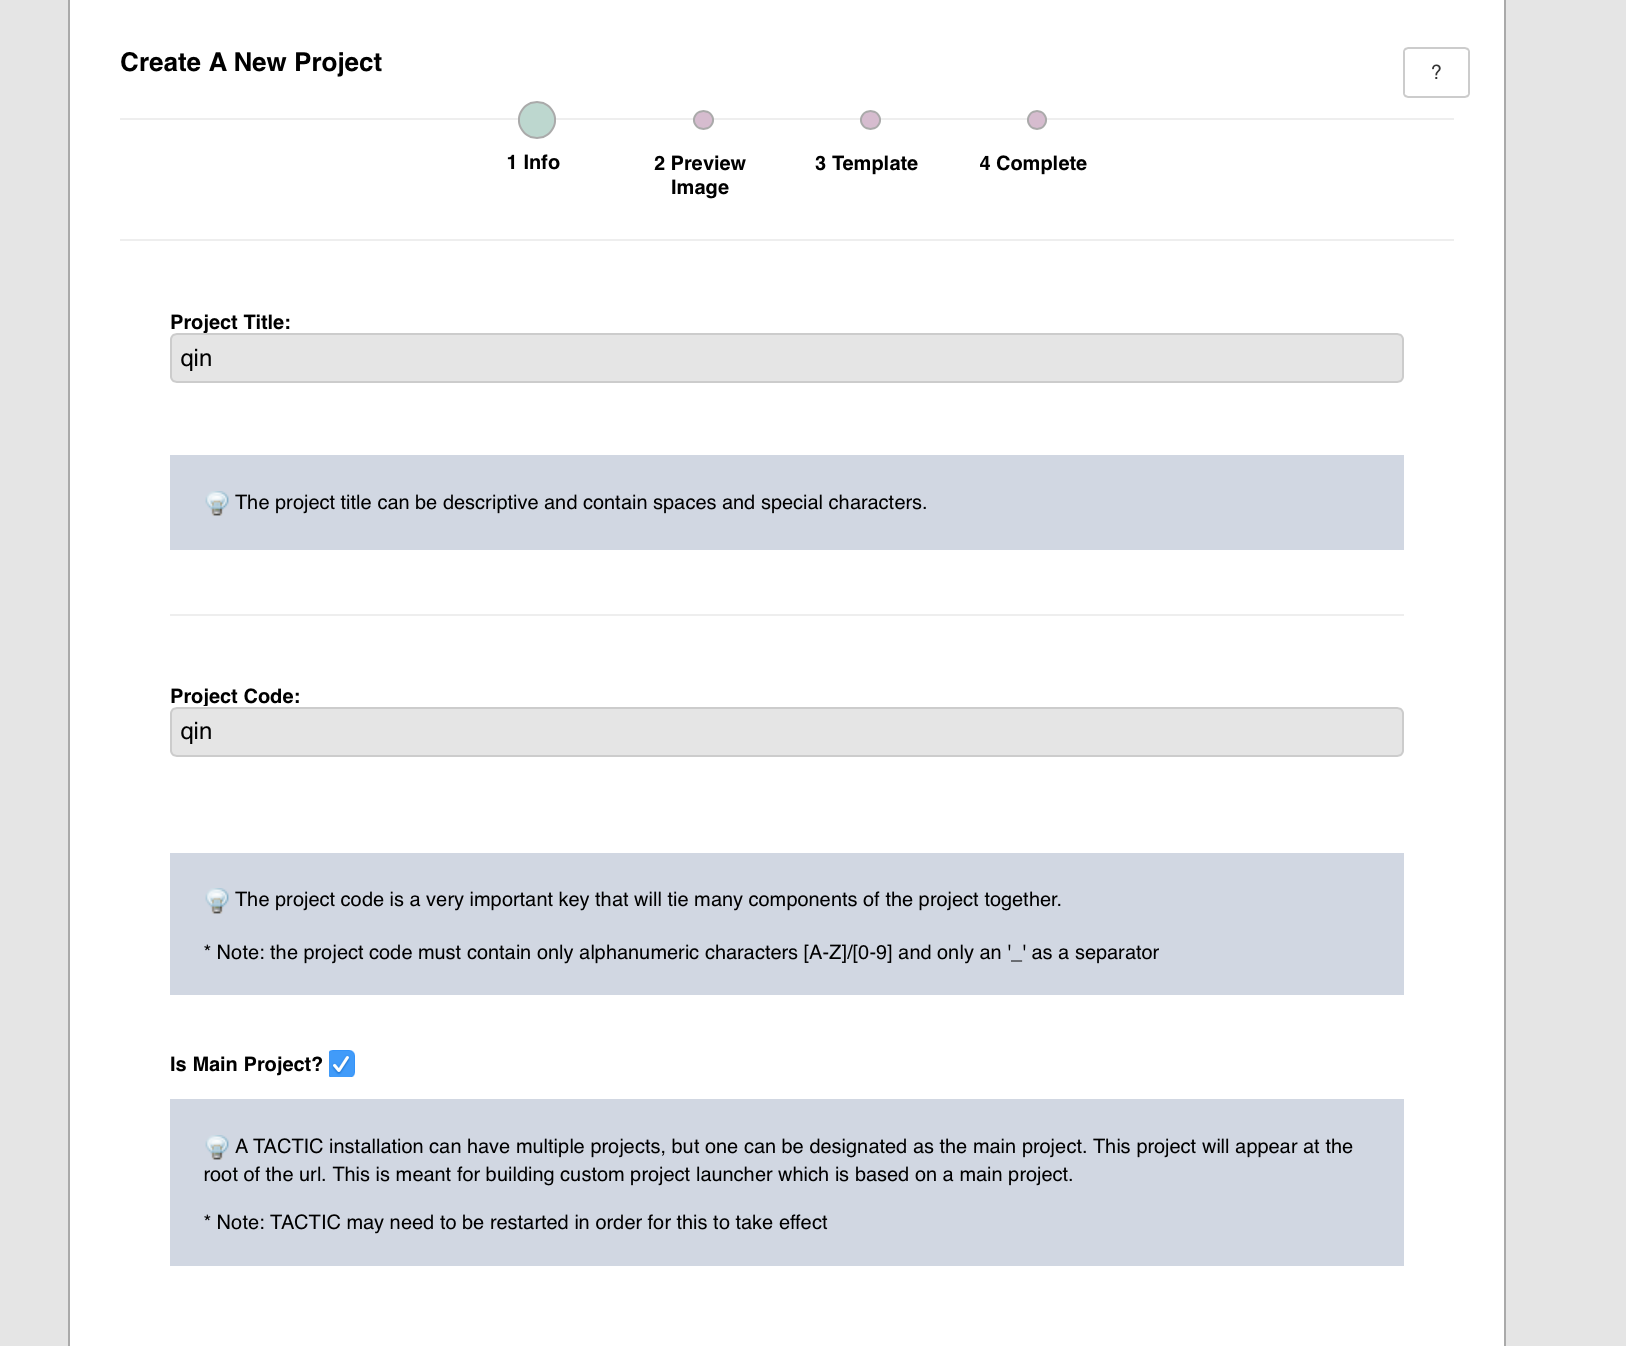 Create A New Project
?
1 Info
2 Preview
Image
3 Template
4 Complete
Project Title:
qin
The project title can be descriptive and contain spaces and special characters.
Project Code:
qin
The project code is a very important key that will tie many components of the project together.
* Note: the project code must contain only alphanumeric characters [A-Z]/[0-9] and only an '_' as a separator
Is Main Project?
A TACTIC installation can have multiple projects, but one can be designated as the main project. This project will appear at the
root of the url. This is meant for building custom project launcher which is based on a main project.
* Note: TACTIC may need to be restarted in order for this to take effect